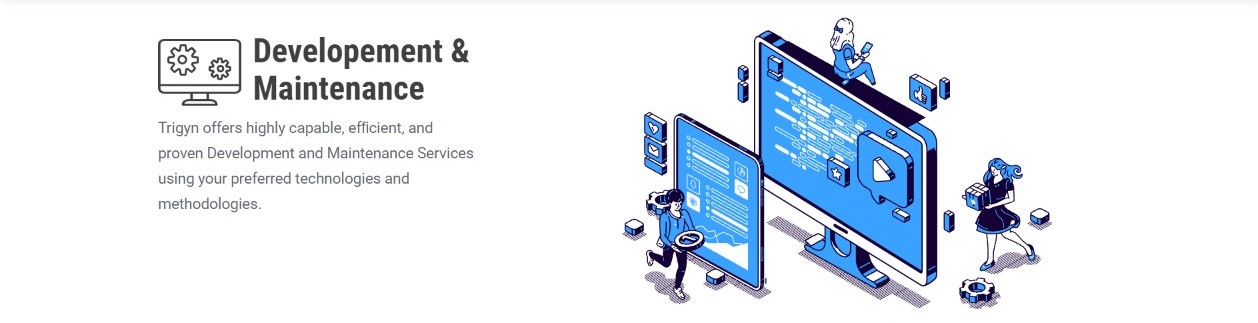 Developement &
Maintenance
Trigyn offers highly capable, efficient, and
proven Development and Maintenance Services
using your preferred technologies and
methodologies.